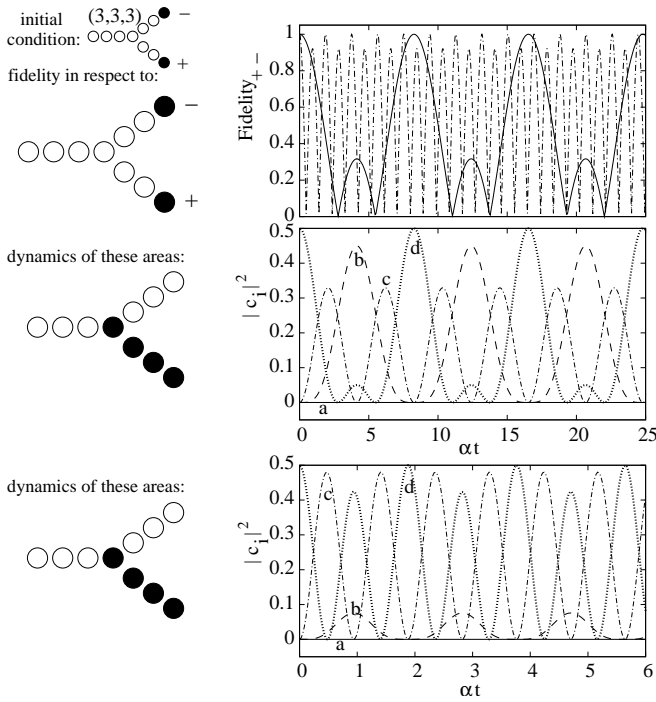 initial
condition:
(3,3,3)
−
+
fidelity in respect to:
−
+
Fidelity + −
1
0.8
0.6
0.4
0.2
0
dynamics of these areas:
| c i | 2
0.5
0.4
0.3
0.2
0.1
0
a
b
c
d
0 5 10 15 20 25
αt
dynamics of these areas:
| c i | 2
0.5
0.4
0.3
0.2
0.1
0
c
d
b
a
0 1 2 3 4 5 6
αt